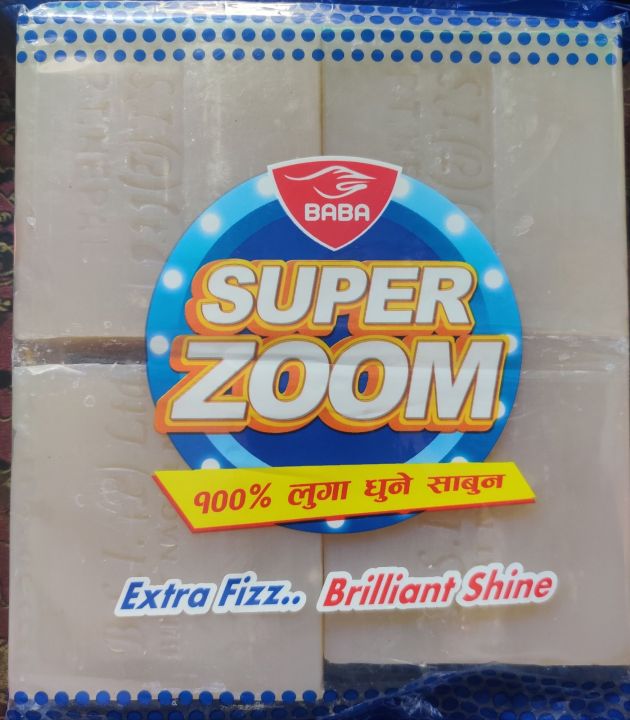 BABA
SUPER
ZOOM
१००% लुगा धुने साबुन
Extra Fizz.. Brilliant Shine